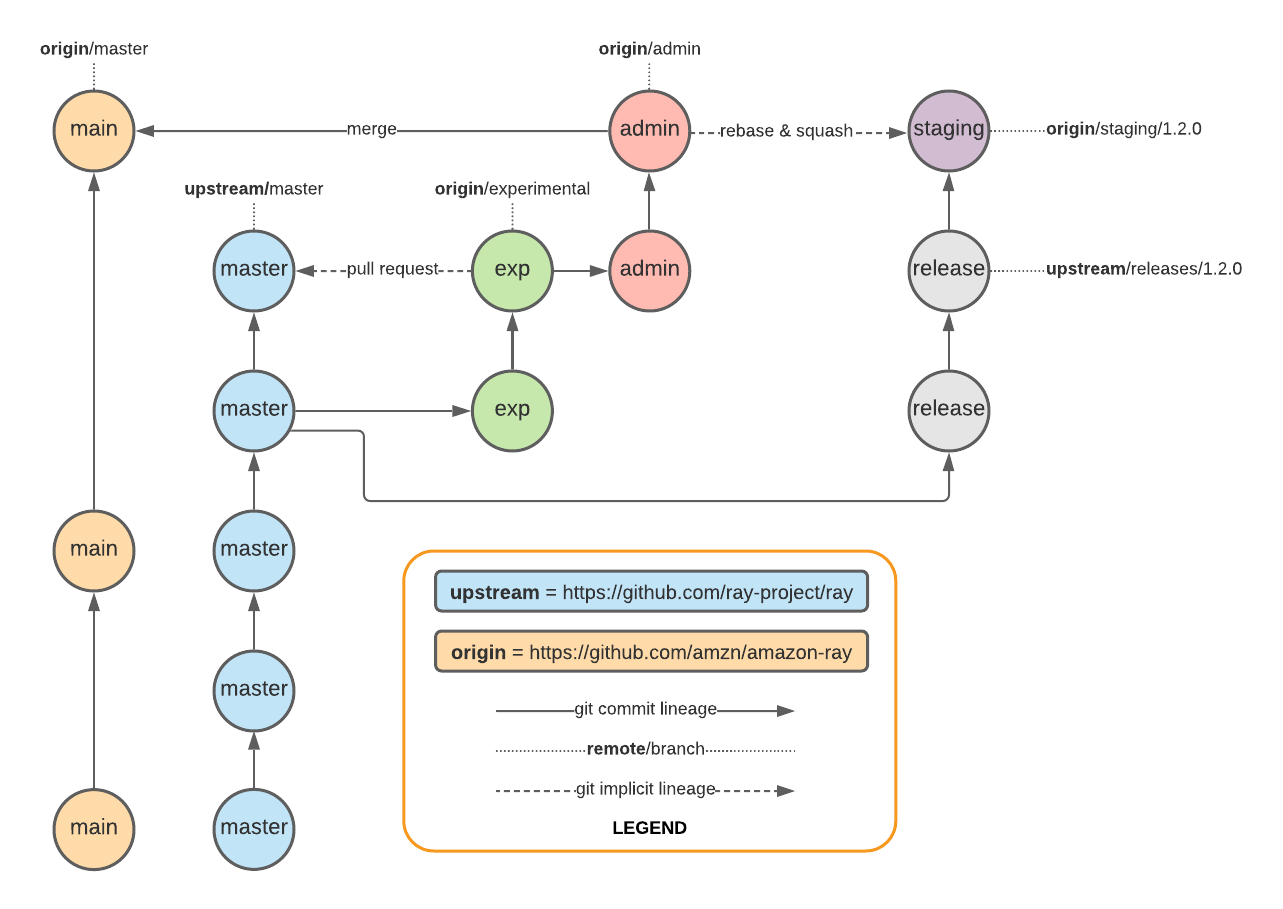 origin/master
origin/admin
main
merge
admin
rebase & squash
staging
origin/staging/1.2.0
upstream/master
origin/experimental
master
pull request
exp
admin
release
upstream/releases/1.2.0
master
exp
release
main
master
upstream = https://github.com/ray-project/ray
origin = https://github.com/amzn/amazon-ray
master
git commit lineage
remote/branch
git implicit lineage
main
master
LEGEND